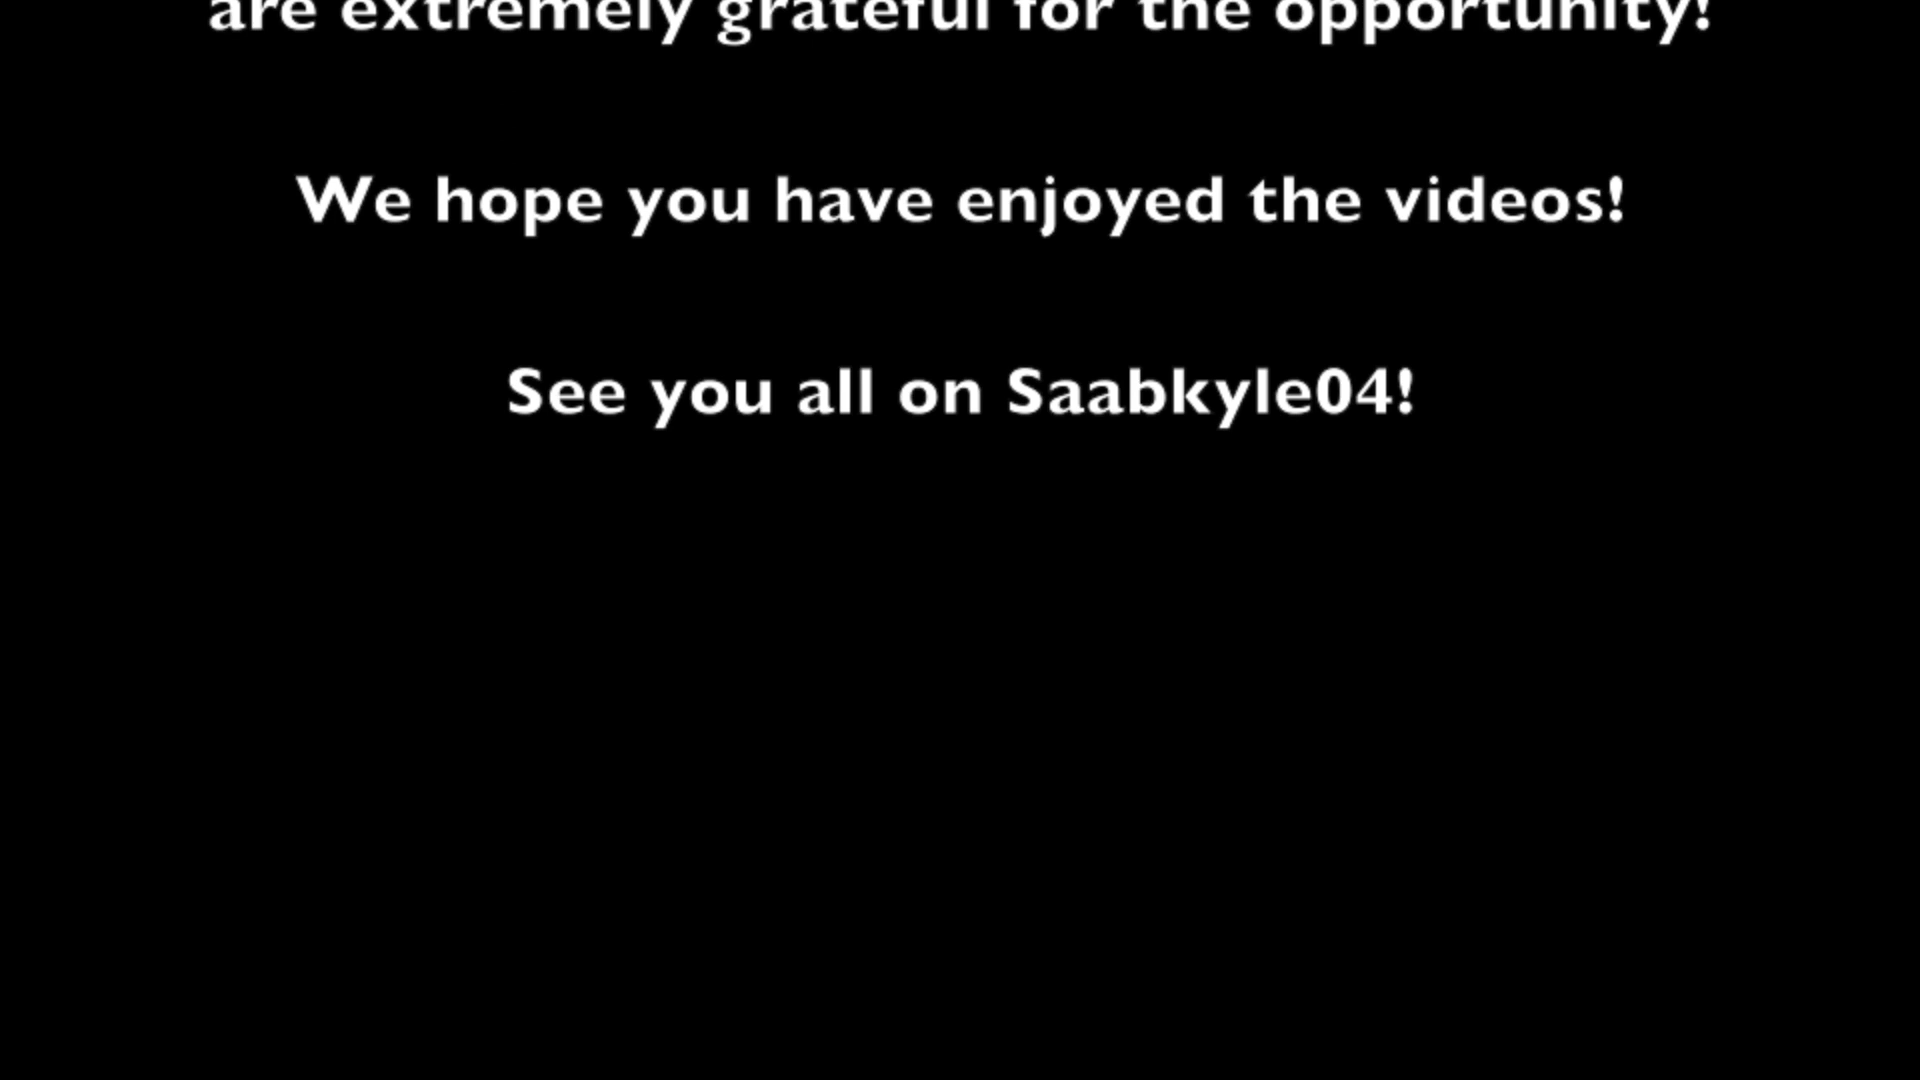 are extremely grateful for the opportunity!
We hope you have enjoyed the videos!
See you all on Saabkyle04!